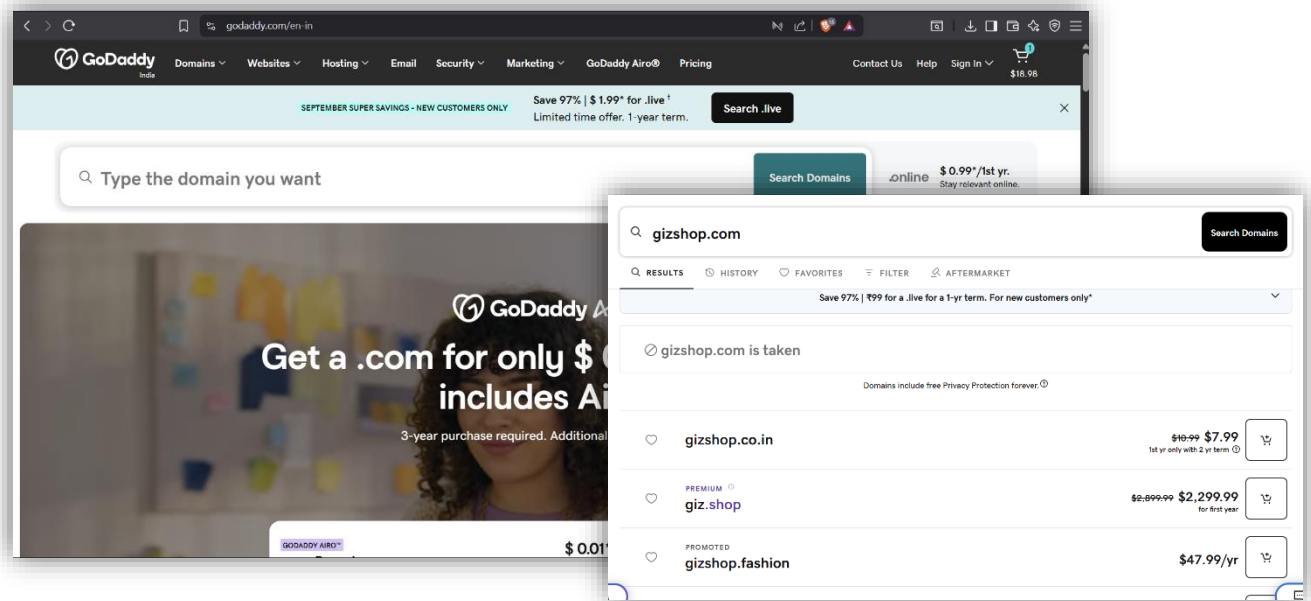 godaddy.com/en-in
GoDaddy
India
Domains
Websites
Hosting
Email
Security
Marketing
GoDaddy Airo®
Pricing
Contact Us
Help
Sign In
1
$18.98
SEPTEMBER SUPER SAVINGS - NEW CUSTOMERS ONLY
Save 97% | $ 1.99* for .live †
Limited time offer. 1-year term.
Search .live
Type the domain you want
Search Domains
.online
$ 0.99*/1st yr.
Stay relevant online.
GoDaddy
Get a .com for only $
includes
3-year purchase required. Additional
GODADDY AIRO™
$ 0.01*
gizshop.com
Search Domains
RESULTS
HISTORY
FAVORITES
FILTER
AFTERMARKET
Save 97% | ₹99 for a .live for a 1-yr term. For new customers only*
gizshop.com is taken
Domains include free Privacy Protection forever.
gizshop.co.in
$10.99 $7.99
1st yr only with 2 yr term
PREMIUM
giz.shop
$2,899.99 $2,299.99
for first year
PROMOTED
gizshop.fashion
$47.99/yr